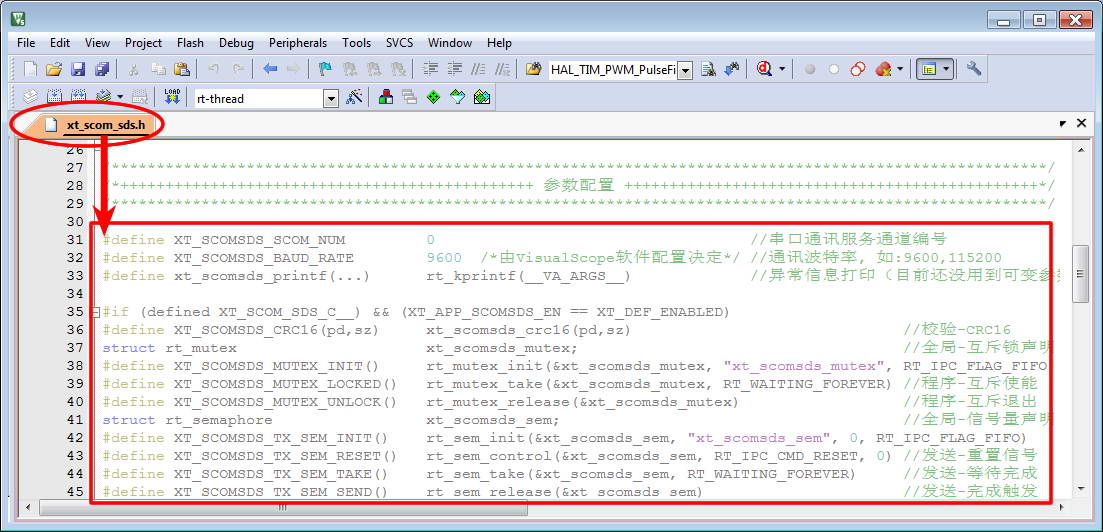 File Edit View Project Flash Debug Peripherals Tools SVCS Window Help
HAL_TIM_PWM_PulseFi
LOAD rt-thread
xt_scom_sds.h
26
27 /*****************************************************************************************************/
28 /*++++++++++++++++++++++++++++++++++++++++++++++ 参数配置 ++++++++++++++++++++++++++++++++++++++++++++++*/
29 /*****************************************************************************************************/
30
31 #define XT_SCOMSDS_SCOM_NUM 0 //串口通讯服务通道编号
32 #define XT_SCOMSDS_BAUD_RATE 9600 /*由VisualScope软件配置决定*/ //通讯波特率, 如:9600,115200
33 #define xt_scomsds_printf(...) rt_kprintf(__VA_ARGS__) //异常信息打印(目前还没用到可变参数
34
35 #if (defined XT_SCOM_SDS_C__) && (XT_APP_SCOMSDS_EN == XT_DEF_ENABLED)
36 #define XT_SCOMSDS_CRC16(pd,sz) xt_scomsds_crc16(pd,sz) //校验-CRC16
37 struct rt_mutex xt_scomsds_mutex; //全局-互斥锁声明
38 #define XT_SCOMSDS_MUTEX_INIT() rt_mutex_init(&xt_scomsds_mutex, "xt_scomsds_mutex", RT_IPC_FLAG_FIFO
39 #define XT_SCOMSDS_MUTEX_LOCKED() rt_mutex_take(&xt_scomsds_mutex, RT_WAITING_FOREVER) //程序-互斥使能
40 #define XT_SCOMSDS_MUTEX_UNLOCK() rt_mutex_release(&xt_scomsds_mutex) //程序-互斥退出
41 struct rt_semaphore xt_scomsds_sem; //全局-信号量声明
42 #define XT_SCOMSDS_TX_SEM_INIT() rt_sem_init(&xt_scomsds_sem, "xt_scomsds_sem", 0, RT_IPC_FLAG_FIFO)
43 #define XT_SCOMSDS_TX_SEM_RESET() rt_sem_control(&xt_scomsds_sem, RT_IPC_CMD_RESET, 0) //发送-重置信号
44 #define XT_SCOMSDS_TX_SEM_TAKE() rt_sem_take(&xt_scomsds_sem, RT_WAITING_FOREVER) //发送-等待完成
45 #define XT_SCOMSDS_TX_SEM_SEND() rt_sem_release(&xt_scomsds_sem) //发送-完成触发